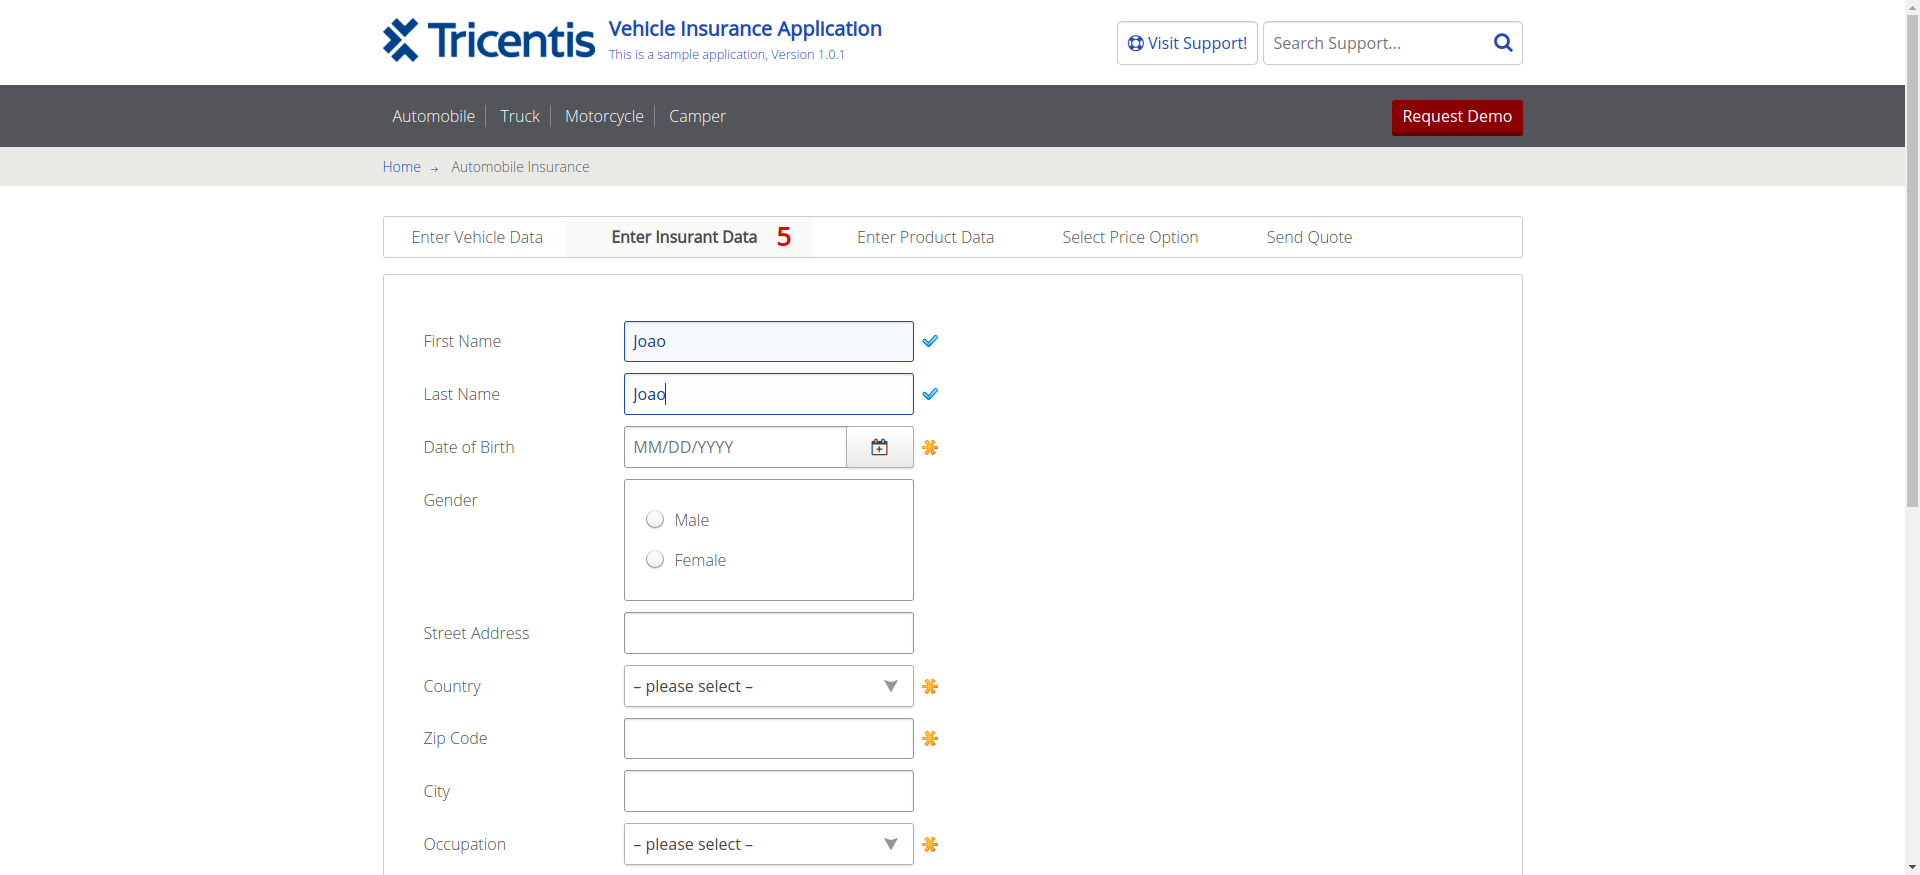 Tricentis
Vehicle Insurance Application
This is a sample application, Version 1.0.1
Visit Support!
Search Support...
Automobile
Truck
Motorcycle
Camper
Request Demo
Home → Automobile Insurance
Enter Vehicle Data
Enter Insurant Data 5
Enter Product Data
Select Price Option
Send Quote
First Name
Joao
Last Name
Joao
Date of Birth
MM/DD/YYYY
Gender
Male
Female
Street Address
Country
– please select –
Zip Code
City
Occupation
– please select –